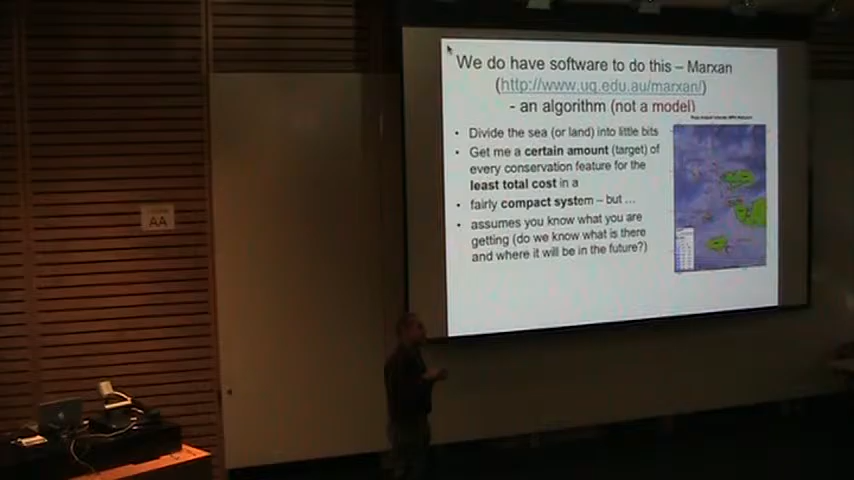 We do have software to do this – Marxan
(http://www.uq.edu.au/marxan/)
- an algorithm (not a model)
• Divide the sea (or land) into little bits
• Get me a certain amount (target) of
every conservation feature for the
least total cost in a
• fairly compact system – but …
• assumes you know what you are
getting (do we know what is there
and where it will be in the future?)
AA